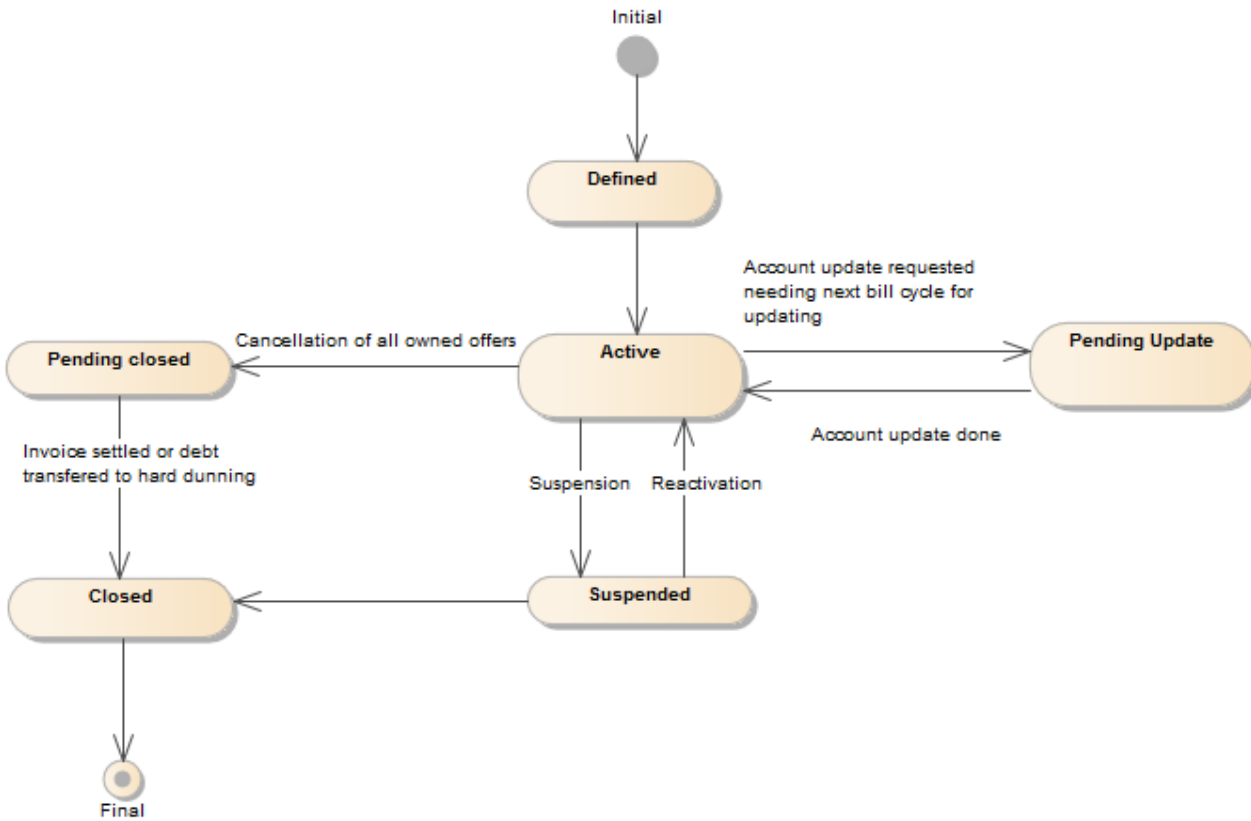 Initial
Defined
Account update requested
needing next bill cycle for
updating
Cancellation of all owned offers
Pending closed
Active
Pending Update
Account update done
Invoice settled or debt
transfered to hard dunning
Suspension
Reactivation
Closed
Suspended
Final